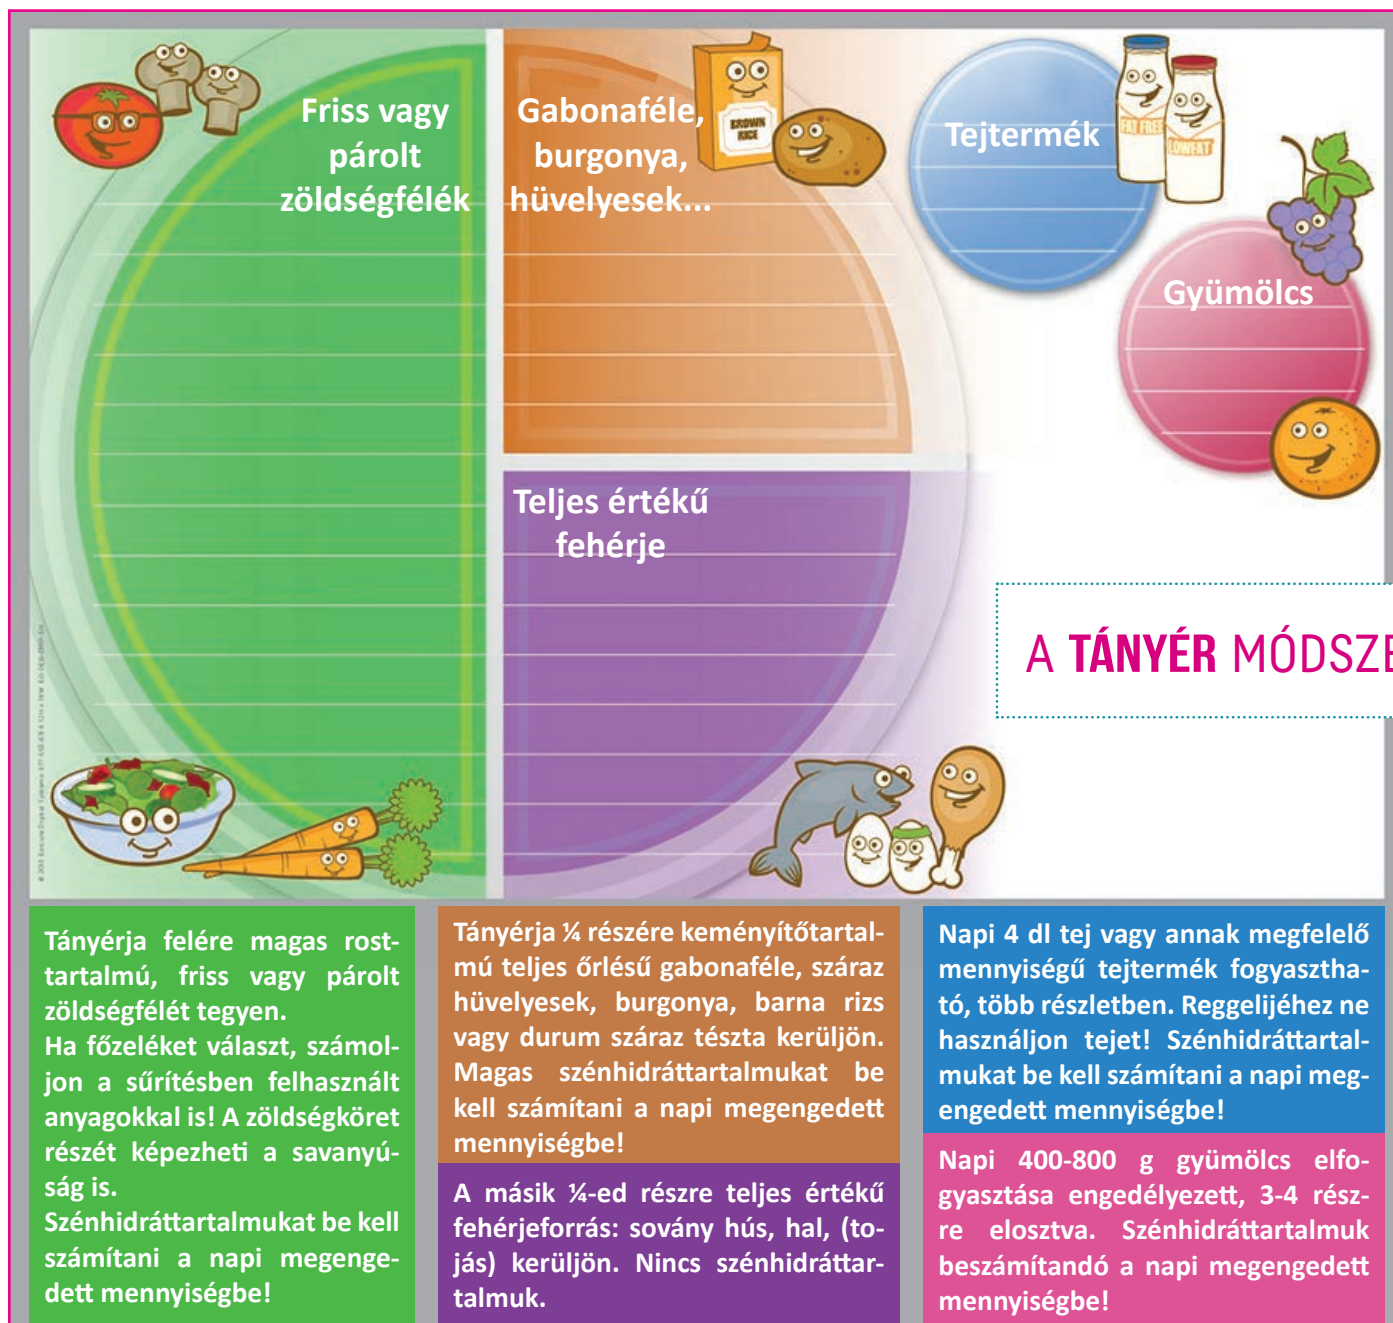 Friss vagy
párolt
zöldségfélék
Gabonaféle,
burgonya,
hüvelyesek...
BROWN
RICE
Tejtermék
FAT FREE
LOWFAT
Gyümölcs
Teljes értékű
fehérje
A TÁNYÉR MÓDSZE
Tányérja felére magas rost-
tartalmú, friss vagy párolt
zöldségfélét tegyen.
Ha főzeléket választ, számol-
jon a sűrítésben felhasznált
anyagokkal is! A zöldségköret
részét képezheti a savanyú-
ság is.
Szénhidráttartalmukat be kell
számítani a napi megenge-
dett mennyiségbe!
Tányérja ¼ részére keményítőtartal-
mú teljes őrlésű gabonaféle, száraz
hüvelyesek, burgonya, barna rizs
vagy durum száraz tészta kerüljön.
Magas szénhidráttartalmukat be
kell számítani a napi megengedett
mennyiségbe!
A másik ¼-ed részre teljes értékű
fehérjeforrás: sovány hús, hal, (to-
jás) kerüljön. Nincs szénhidráttar-
talmuk.
Napi 4 dl tej vagy annak megfelelő
mennyiségű tejtermék fogyasztha-
tó, több részletben. Reggelijéhez ne
használjon tejet! Szénhidráttartal-
mukat be kell számítani a napi meg-
engedett mennyiségbe!
Napi 400-800 g gyümölcs elfo-
gyasztása engedélyezett, 3-4 rész-
re elosztva. Szénhidráttartalmuk
beszámítandó a napi megengedett
mennyiségbe!